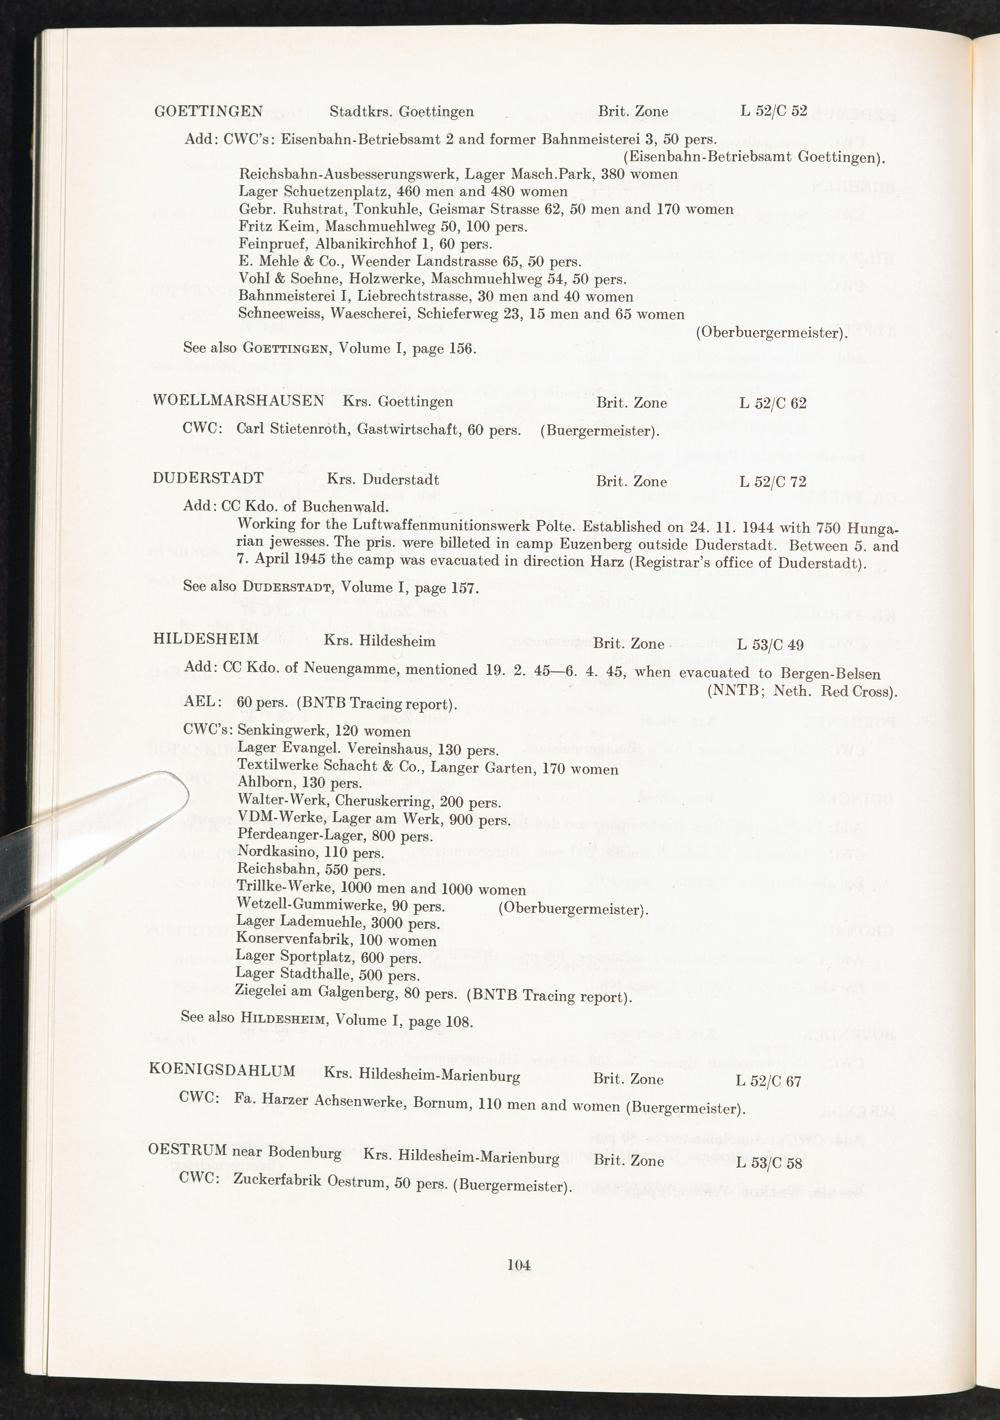 GOETTINGEN Stadtkrs. Goettingen Brit. Zone L 52/C 52
Add: CWC's: Eisenbahn-Betriebsamt 2 and former Bahnmeisterei 3, 50 pers.
(Eisenbahn-Betriebsamt Goettingen).
Reichsbahn-Ausbesserungswerk, Lager Masch.Park, 380 women
Lager Schuetzenplatz, 460 men and 480 women
Gebr. Ruhstrat, Tonkuhle, Geismar Strasse 62, 50 men and 170 women
Fritz Keim, Maschmuehlweg 50, 100 pers.
Feinpruef, Albanikirchhof 1, 60 pers.
E. Mehle & Co., Weender Landstrasse 65, 50 pers.
Vohl & Soehne, Holzwerke, Maschmuehlweg 54, 50 pers.
Bahnmeisterei I, Liebrechtstrasse, 30 men and 40 women
Schneeweiss, Waescherei, Schieferweg 23, 15 men and 65 women
(Oberbuergermeister).
See also GOETTINGEN, Volume I, page 156.
WOELLMARSHAUSEN Krs. Goettingen Brit. Zone L 52/C 62
CWC: Carl Stietenroth, Gastwirtschaft, 60 pers. (Buergermeister).
DUDERSTADT Krs. Duderstadt Brit. Zone L 52/C 72
Add: CC Kdo. of Buchenwald.
Working for the Luftwaffenmunitionswerk Polte. Established on 24. 11. 1944 with 750 Hunga-
rian jewesses. The pris. were billeted in camp Euzenberg outside Duderstadt. Between 5. and
7. April 1945 the camp was evacuated in direction Harz (Registrar's office of Duderstadt).
See also DUDERSTADT, Volume I, page 157.
HILDESHEIM Krs. Hildesheim Brit. Zone L 53/C 49
Add: CC Kdo. of Neuengamme, mentioned 19. 2. 45—6. 4. 45, when evacuated to Bergen-Belsen
(NNTB; Neth. Red Cross).
AEL: 60 pers. (BNTB Tracing report).
CWC's: Senkingwerk, 120 women
Lager Evangel. Vereinshaus, 130 pers.
Textilwerke Schacht & Co., Langer Garten, 170 women
Ahlborn, 130 pers.
Walter-Werk, Cheruskerring, 200 pers.
VDM-Werke, Lager am Werk, 900 pers.
Pferdeanger-Lager, 800 pers.
Nordkasino, 110 pers.
Reichsbahn, 550 pers.
Trillke-Werke, 1000 men and 1000 women
Wetzell-Gummiwerke, 90 pers. (Oberbuergermeister).
Lager Lademuehle, 3000 pers.
Konservenfabrik, 100 women
Lager Sportplatz, 600 pers.
Lager Stadthalle, 500 pers.
Ziegelei am Galgenberg, 80 pers. (BNTB Tracing report).
See also HILDESHEIM, Volume I, page 108.
KOENIGSDAHLUM Krs. Hildesheim-Marienburg Brit. Zone L 52/C 67
CWC: Fa. Harzer Achsenwerke, Bornum, 110 men and women (Buergermeister).
OESTRUM near Bodenburg Krs. Hildesheim-Marienburg Brit. Zone L 53/C 58
CWC: Zuckerfabrik Oestrum, 50 pers. (Buergermeister).
104